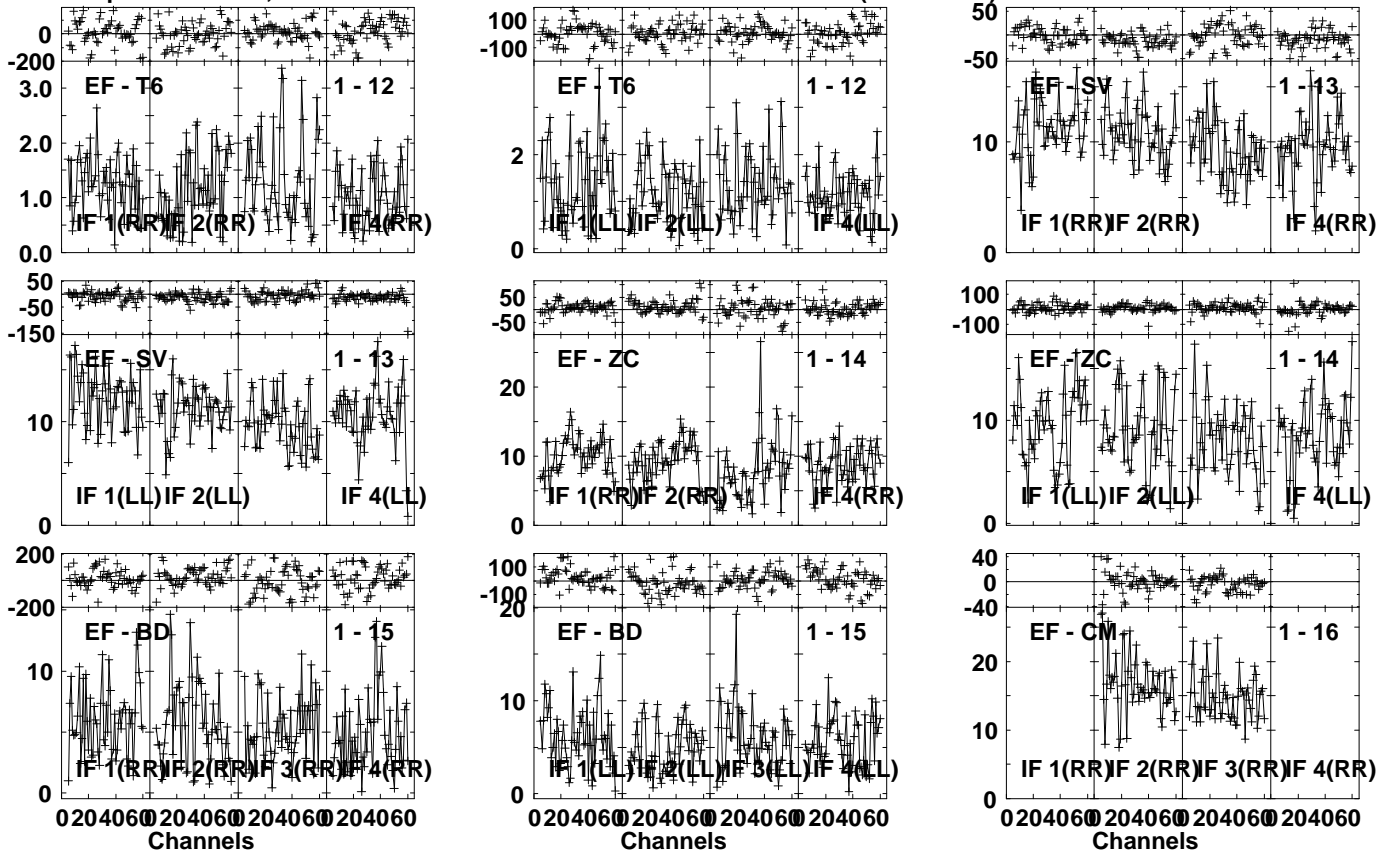 0
-200
3.0
2.0
1.0
0.0
EF - T6 1 - 12
IF 1(RR) IF 2(RR) IF 4(RR)
100
-100
2
0
EF - T6 1 - 12
IF 1(LL) IF 2(LL) IF 4(LL)
50
-50
10
0
EF - SV 1 - 13
IF 1(RR) IF 2(RR) IF 4(RR)
50
-50
-150
10
0
EF - SV 1 - 13
IF 1(LL) IF 2(LL) IF 4(LL)
50
-50
20
10
0
EF - ZC 1 - 14
IF 1(RR) IF 2(RR) IF 4(RR)
100
-100
10
0
EF - ZC 1 - 14
IF 1(LL) IF 2(LL) IF 4(LL)
200
-200
10
0
EF - BD 1 - 15
IF 1(RR) IF 2(RR) IF 3(RR) IF 4(RR)
100
-100
20
10
0
EF - BD 1 - 15
IF 1(LL) IF 2(LL) IF 3(LL) IF 4(LL)
40
0
-40
20
10
0
EF - CM 1 - 16
IF 1(RR) IF 2(RR) IF 3(RR) IF 4(RR)
0 20 40 60 0 20 40 60 0 20 40 60 0 20 40 60
Channels
0 20 40 60 0 20 40 60 0 20 40 60 0 20 40 60
Channels
0 20 40 60 0 20 40 60 0 20 40 60 0 20 40 60
Channels